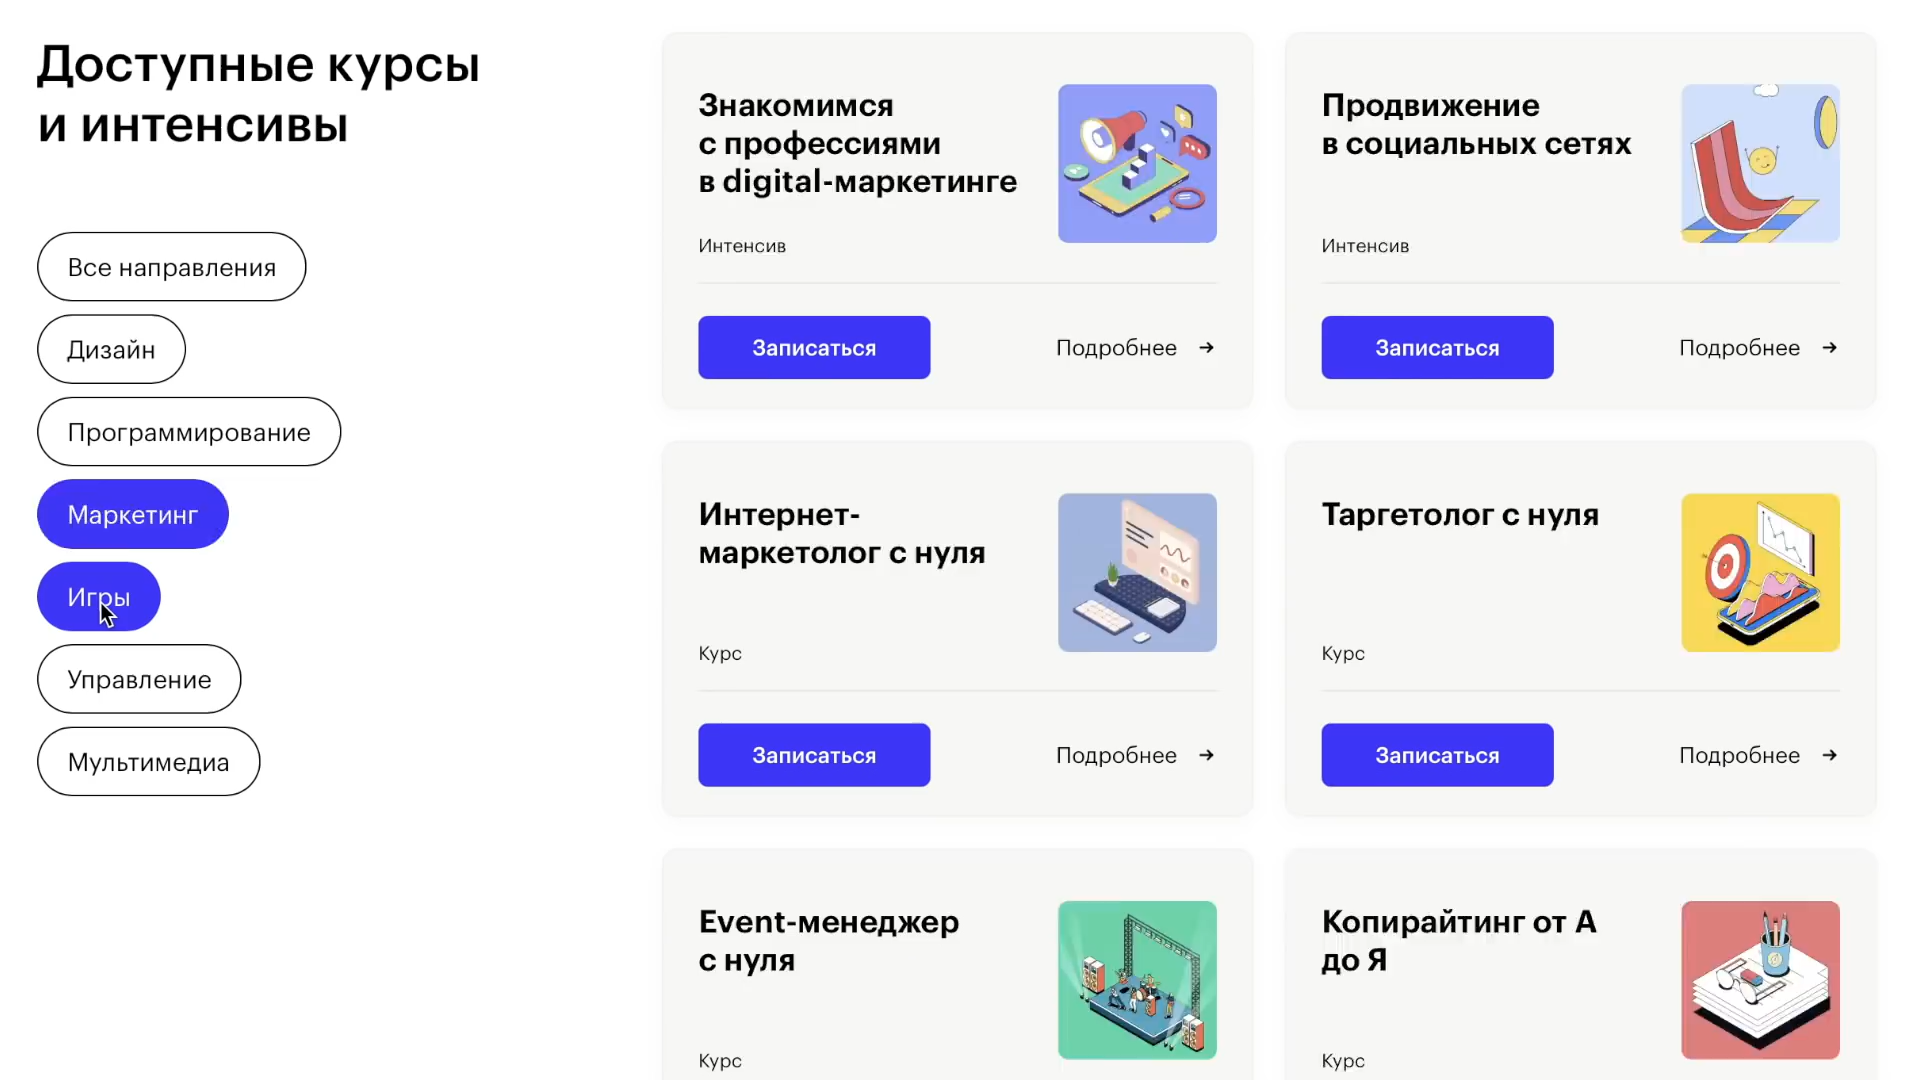 Доступные курсы
и интенсивы
Все направления
Дизайн
Программирование
Маркетинг
Игры
Управление
Мультимедиа
Знакомимся
с профессиями
в digital-маркетинге
Интенсив
Записаться
Подробнее →
Продвижение
в социальных сетях
Интенсив
Записаться
Подробнее →
Интернет-
маркетолог с нуля
Курс
Записаться
Подробнее →
Таргетолог с нуля
Курс
Записаться
Подробнее →
Event-менеджер
с нуля
Курс
Копирайтинг от А
до Я
Курс